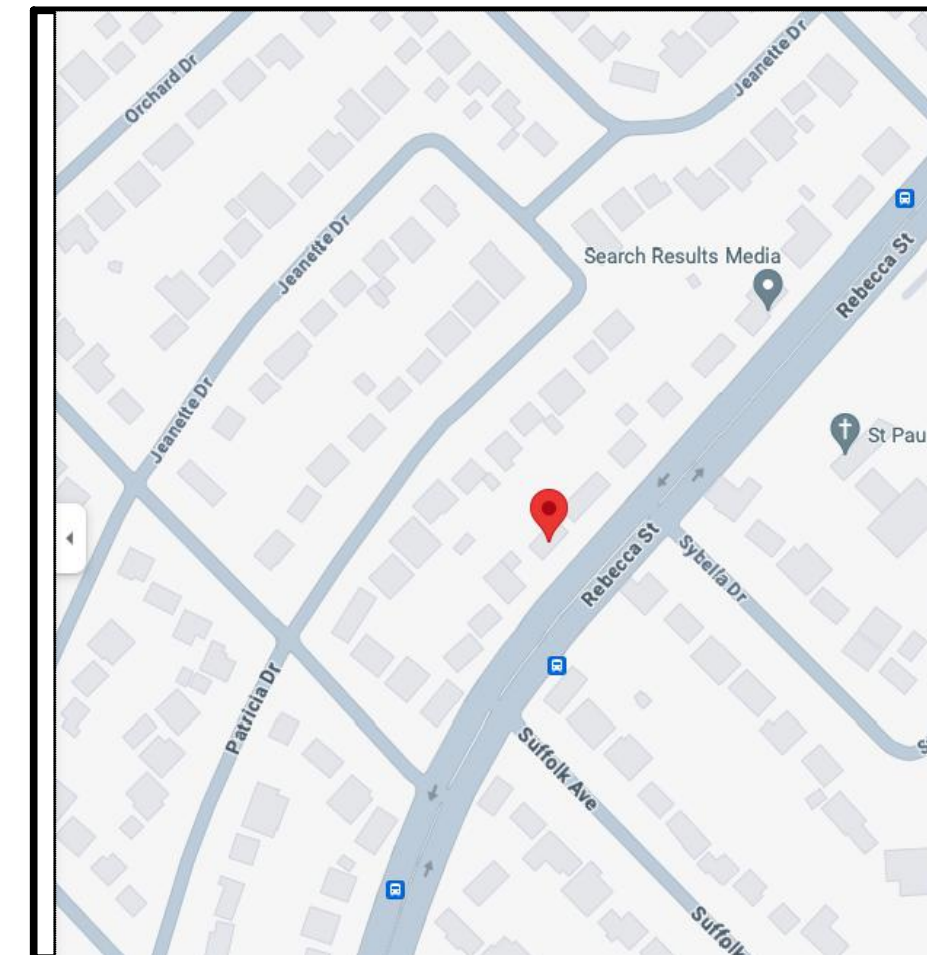 Orchard Dr
Jeanette Dr
Jeanette Dr
Search Results Media
Rebecca St
Jeanette Dr
St Pau
Rebecca St
Sybella Dr
Patricia Dr
S
Suffolk Ave
Suffolk